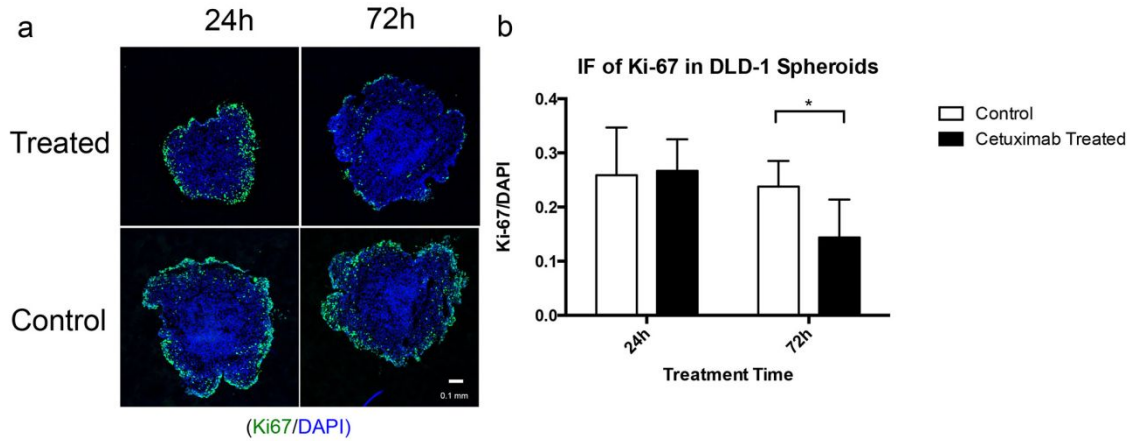 a
24h 72h
Treated
Control
0.1 mm
(Ki67/DAPI)
b
IF of Ki-67 in DLD-1 Spheroids
Ki-67/DAPI
0.4
0.3
0.2
0.1
0.0
*
24h 72h
Treatment Time
Control
Cetuximab Treated